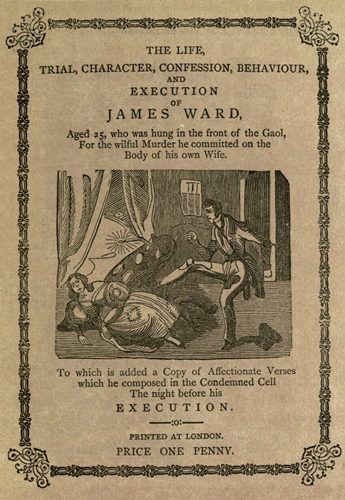 THE LIFE,
TRIAL, CHARACTER, CONFESSION, BEHAVIOUR,
AND
EXECUTION
OF
JAMES WARD,
Aged 25, who was hung in the front of the Gaol,
For the wilful Murder he committed on the
Body of his own Wife.
To which is added a Copy of Affectionate Verses
which he composed in the Condemned Cell
The night before his
EXECUTION.
—:o:—
PRINTED AT LONDON.
PRICE ONE PENNY.